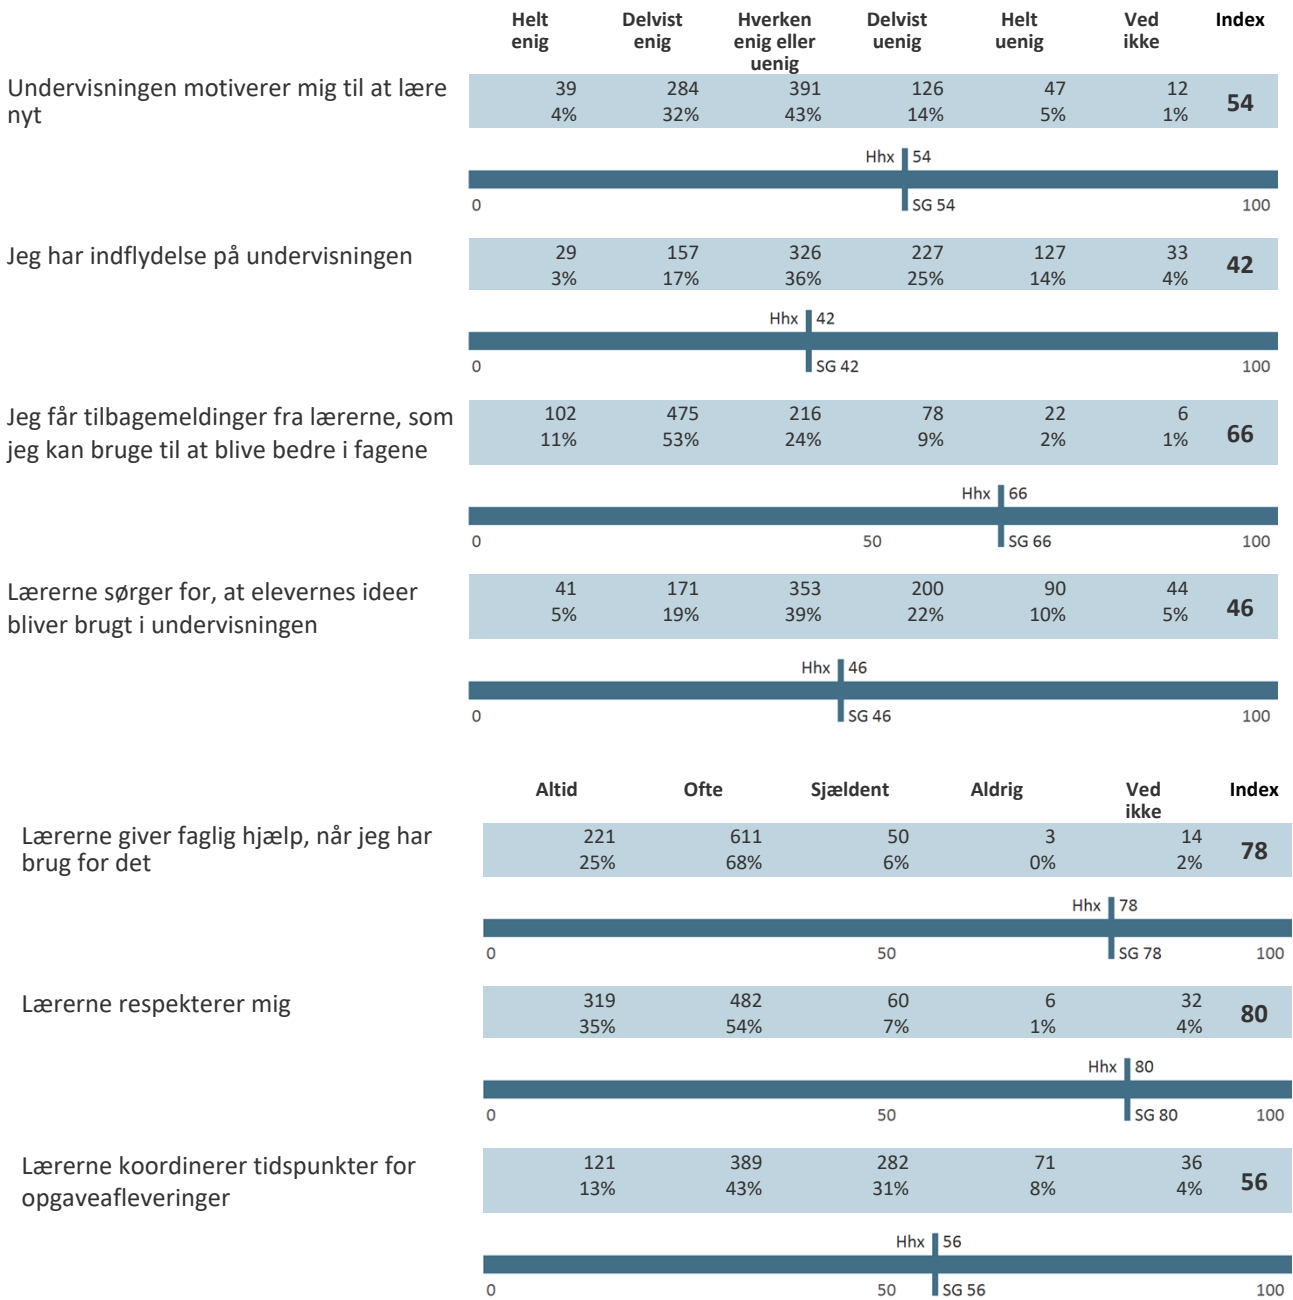 Helt Delvist Hverken Delvist Helt Ved Index
enig enig enig eller uenig uenig ikke
uenig
Undervisningen motiverer mig til at lære 39 284 391 126 47 12 54
nyt 4% 32% 43% 14% 5% 1%
Hhx 54
0 SG 54 100
Jeg har indflydelse på undervisningen 29 157 326 227 127 33 42
3% 17% 36% 25% 14% 4%
Hhx 42
0 SG 42 100
Jeg får tilbagemeldinger fra lærerne, som 102 475 216 78 22 6 66
jeg kan bruge til at blive bedre i fagene 11% 53% 24% 9% 2% 1%
Hhx 66
0 50 SG 66 100
Lærerne sørger for, at elevernes ideer 41 171 353 200 90 44 46
bliver brugt i undervisningen 5% 19% 39% 22% 10% 5%
Hhx 46
0 SG 46 100
Altid Ofte Sjældent Aldrig Ved Index
ikke
Lærerne giver faglig hjælp, når jeg har 221 611 50 3 14 78
brug for det 25% 68% 6% 0% 2%
Hhx 78
0 50 SG 78 100
Lærerne respekterer mig 319 482 60 6 32 80
35% 54% 7% 1% 4%
Hhx 80
0 50 SG 80 100
Lærerne koordinerer tidspunkter for 121 389 282 71 36 56
opgaveafleveringer 13% 43% 31% 8% 4%
Hhx 56
0 50 SG 56 100